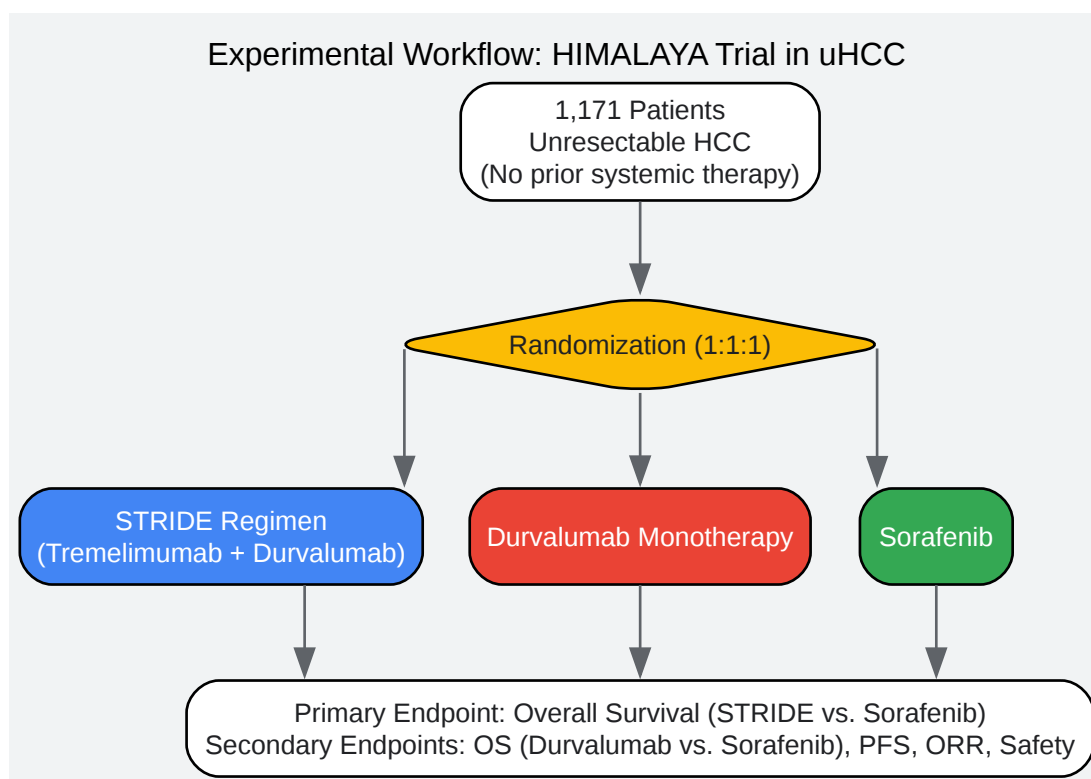 Experimental Workflow: HIMALAYA Trial in uHCC
1,171 Patients
Unresectable HCC
(No prior systemic therapy)
Randomization (1:1:1)
STRIDE Regimen
(Tremelimumab + Durvalumab)
Durvalumab Monotherapy
Sorafenib
Primary Endpoint: Overall Survival (STRIDE vs. Sorafenib)
Secondary Endpoints: OS (Durvalumab vs. Sorafenib), PFS, ORR, Safety